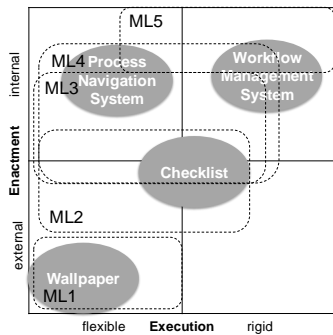 ML5
ML4
Process
Navigation
System
Workflow
Management
System
ML3
internal
Enactment
Checklist
ML2
external
Wallpaper
ML1
flexible Execution rigid